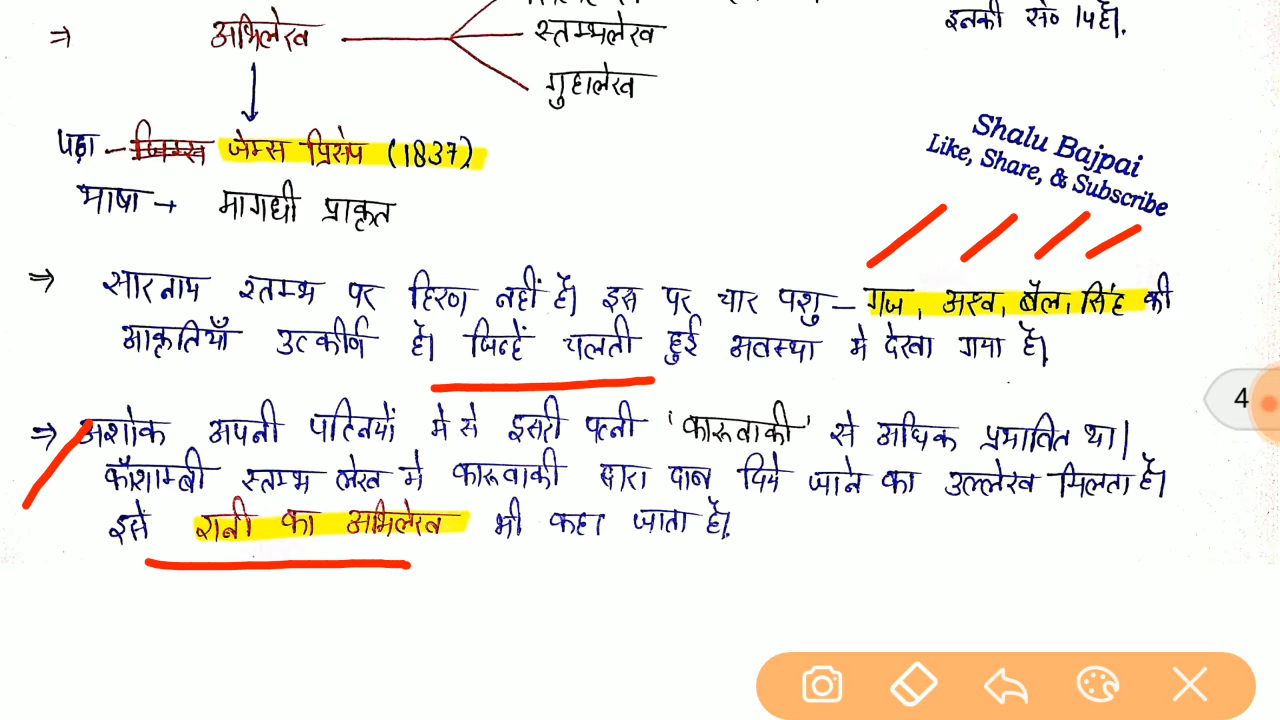 इनकी सं० 14 है।
⇒ अभिलेख
स्तम्भलेख
गुहालेख
पढ़ा – जेम्स प्रिंसेप (1837)
भाषा → मागधी प्राकृत
Shalu Bajpai
Like, Share, & Subscribe
⇒ सारनाथ स्तम्भ पर हिरण नहीं है। इस पर चार पशु – गज, अश्व, बैल, सिंह की
आकृतियाँ उत्कीर्ण है। जिन्हें चलती हुई अवस्था मे देखा गया है।
⇒ अशोक अपनी पत्नियों मे से दूसरी पत्नी 'कारूवाकी' से अधिक प्रभावित था।
कौशाम्बी स्तम्भ लेख मे कारूवाकी द्वारा दान दिये जाने का उल्लेख मिलता है।
इसे रानी का अभिलेख भी कहा जाता है।
4